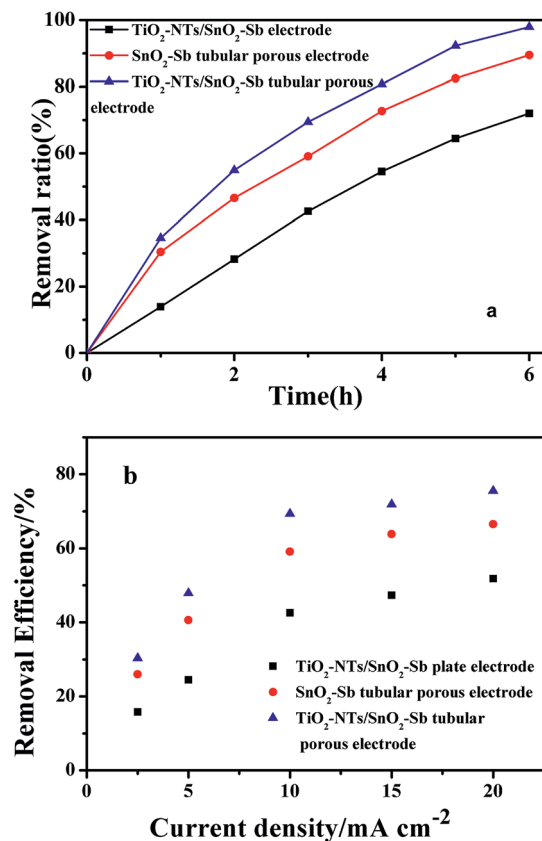 100
80
60
40
20
0
Removal ratio(%)
TiO₂-NTs/SnO₂-Sb electrode
SnO₂-Sb tubular porous electrode
TiO₂-NTs/SnO₂-Sb tubular porous
electrode
a
0 2 4 6
Time(h)
b
80
60
40
20
0
Removal Efficiency/%
TiO₂-NTs/SnO₂-Sb plate electrode
SnO₂-Sb tubular porous electrode
TiO₂-NTs/SnO₂-Sb tubular
porous electrode
0 5 10 15 20
Current density/mA cm⁻²